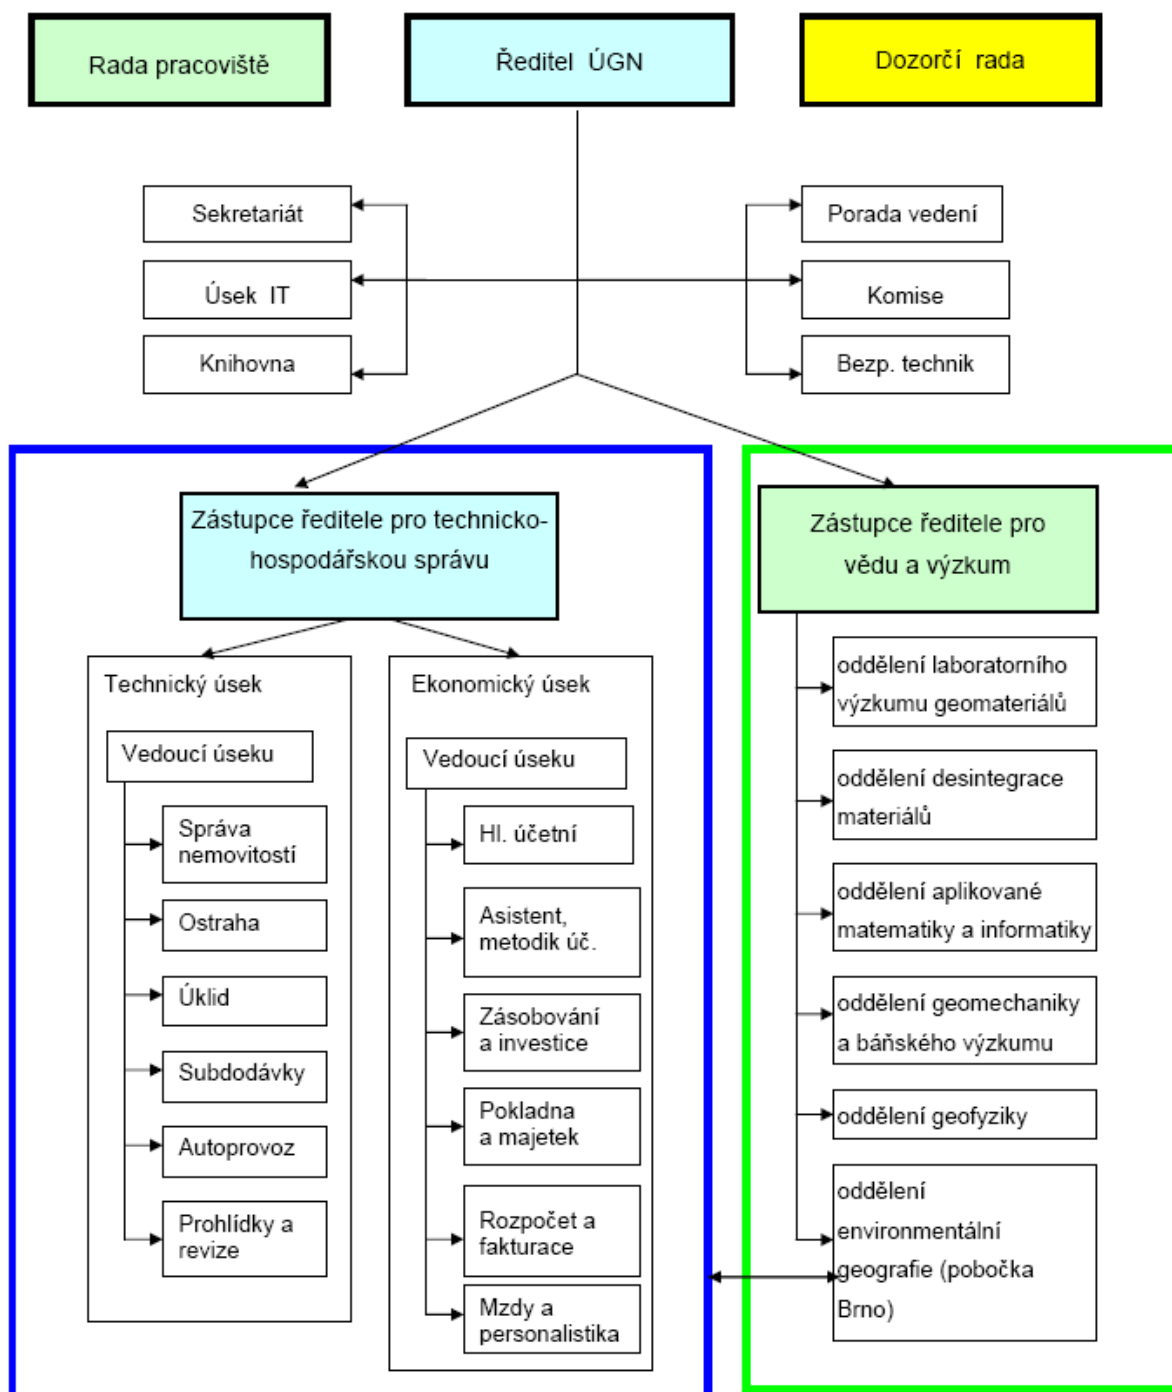 Rada pracoviště
Ředitel ÚGN
Dozorčí rada
Sekretariát
Porada vedení
Úsek IT
Komise
Knihovna
Bezp. technik
Zástupce ředitele pro technicko-
hospodářskou správu
Zástupce ředitele pro
vědu a výzkum
Technický úsek
Vedoucí úseku
Správa
nemovitostí
Ostraha
Úklid
Subdodávky
Autoprovoz
Prohlídky a
revize
Ekonomický úsek
Vedoucí úseku
Hl. účetní
Asistent,
metodik úč.
Zásobování
a investice
Pokladna
a majetek
Rozpočet a
fakturace
Mzdy a
personalistika
oddělení laboratorního
výzkumu geomateriálů
oddělení desintegrace
materiálů
oddělení aplikované
matematiky a informatiky
oddělení geomechaniky
a báňského výzkumu
oddělení geofyziky
oddělení
environmentální
geografie (pobočka
Brno)